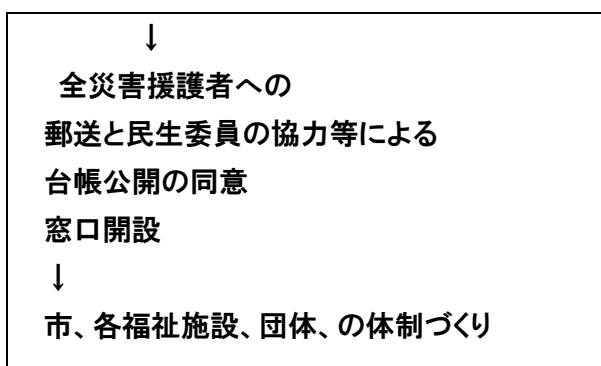 ↓
全災害援護者への
郵送と民生委員の協力等による
台帳公開の同意
窓口開設
↓
市、各福祉施設、団体、の体制づくり